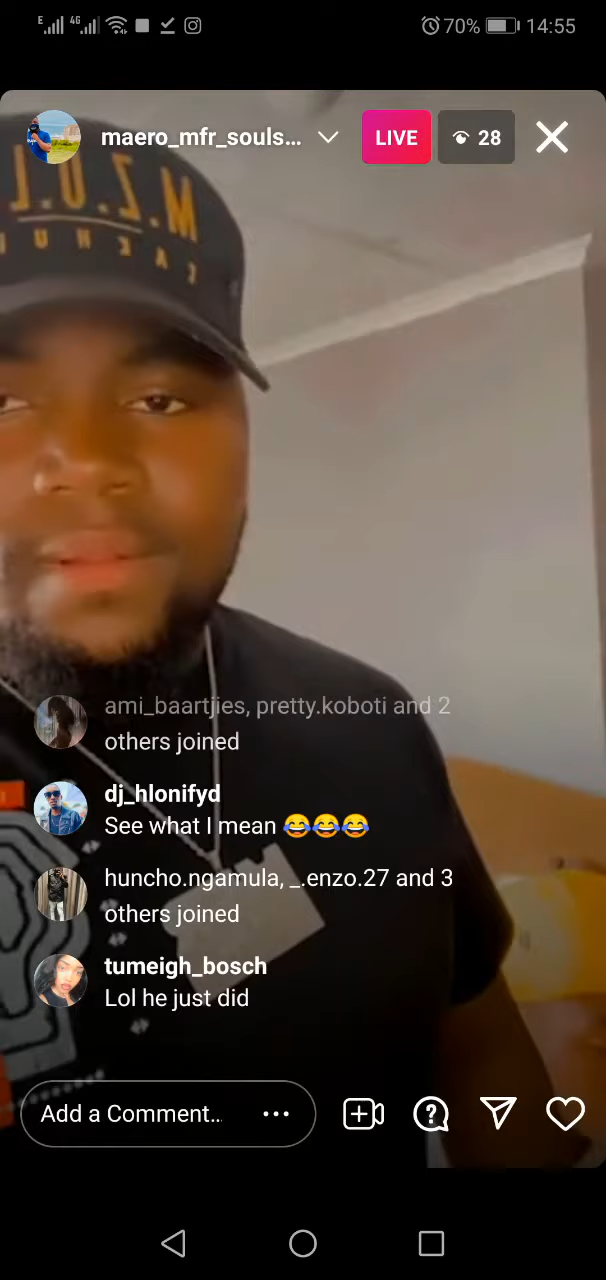 E 4G 70% 14:55
maero_mfr_souls... LIVE 28
M.Z.U.L
ami_baartjies, pretty.koboti and 2
others joined
dj_hlonifyd
See what I mean 😂😂😂
huncho.ngamula, _.enzo.27 and 3
others joined
tumeigh_bosch
Lol he just did
Add a Comment..